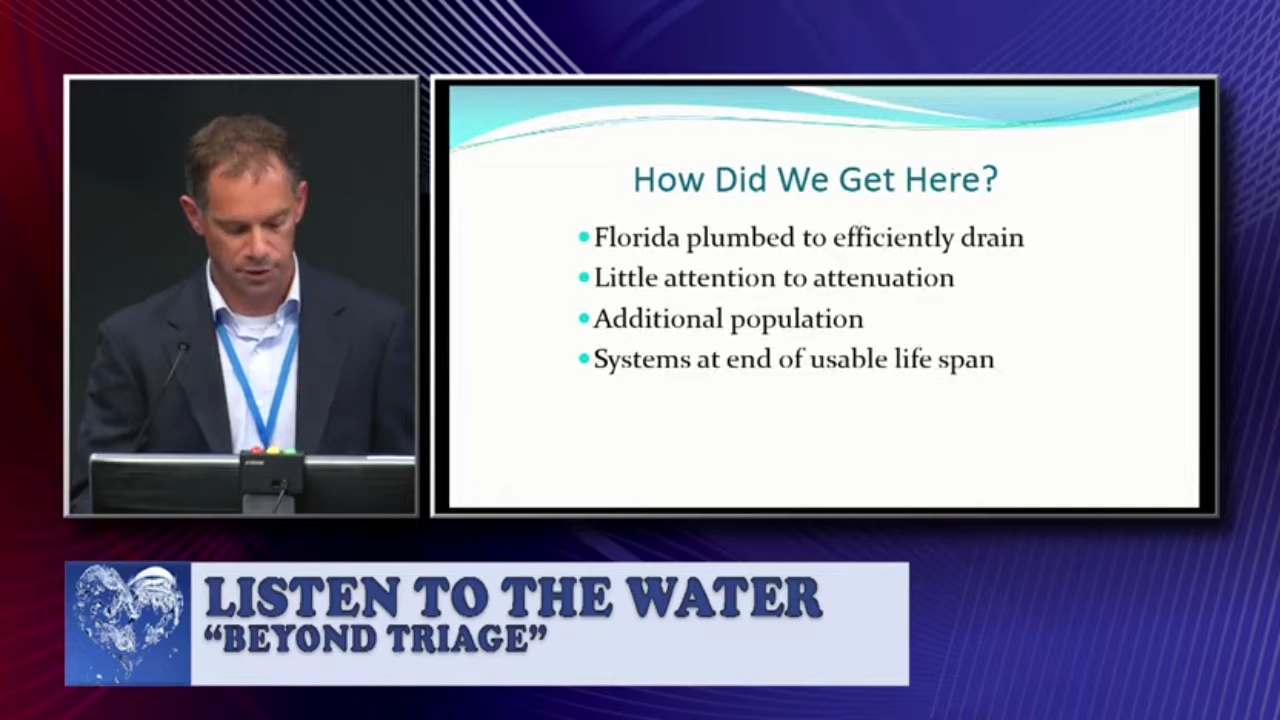 How Did We Get Here?
Florida plumbed to efficiently drain
Little attention to attenuation
Additional population
Systems at end of usable life span
LISTEN TO THE WATER
“BEYOND TRIAGE”